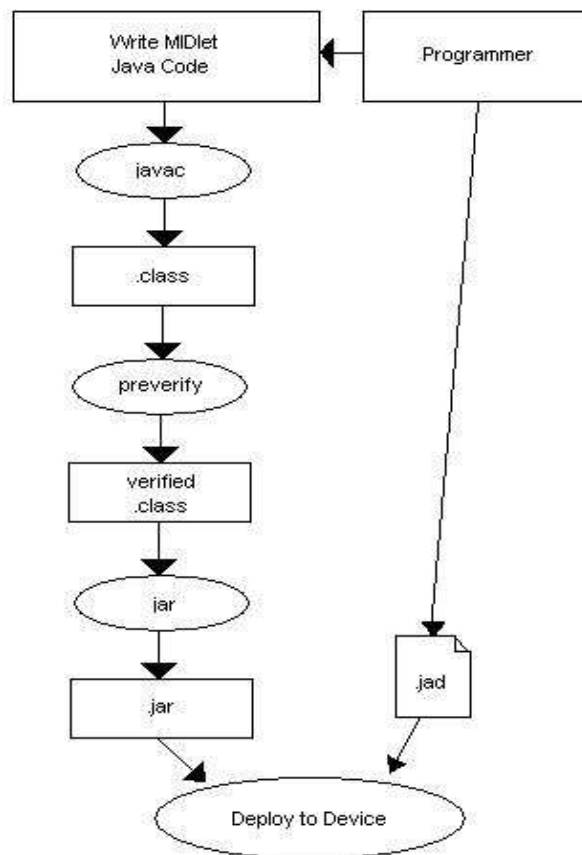 Write MIDlet
Java Code
Programmer
javac
.class
preverify
verified
.class
jar
.jar
.jad
Deploy to Device